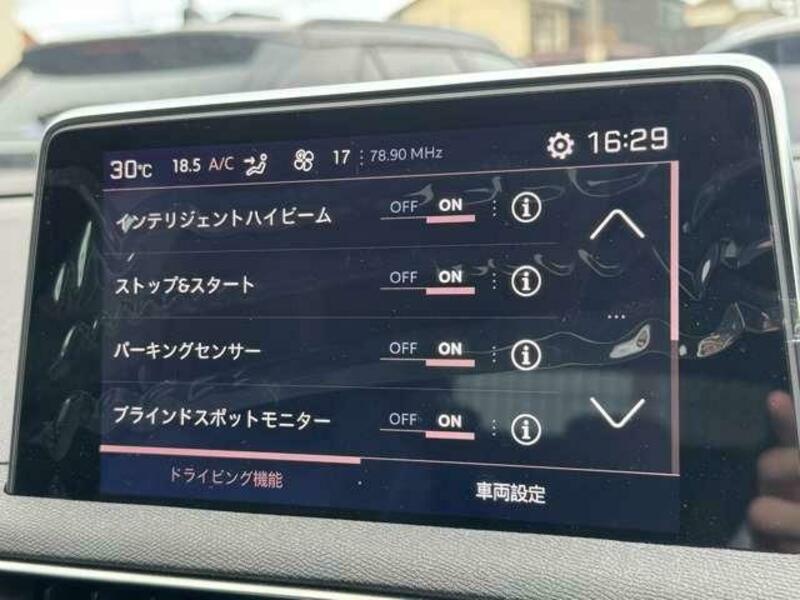 30°C 18.5 A/C 17 78.90 MHz 16:29
インテリジェントハイビーム OFF ON i
ストップ&スタート OFF ON i
パーキングセンサー OFF ON i
ブラインドスポットモニター OFF ON i
ドライビング機能 車両設定